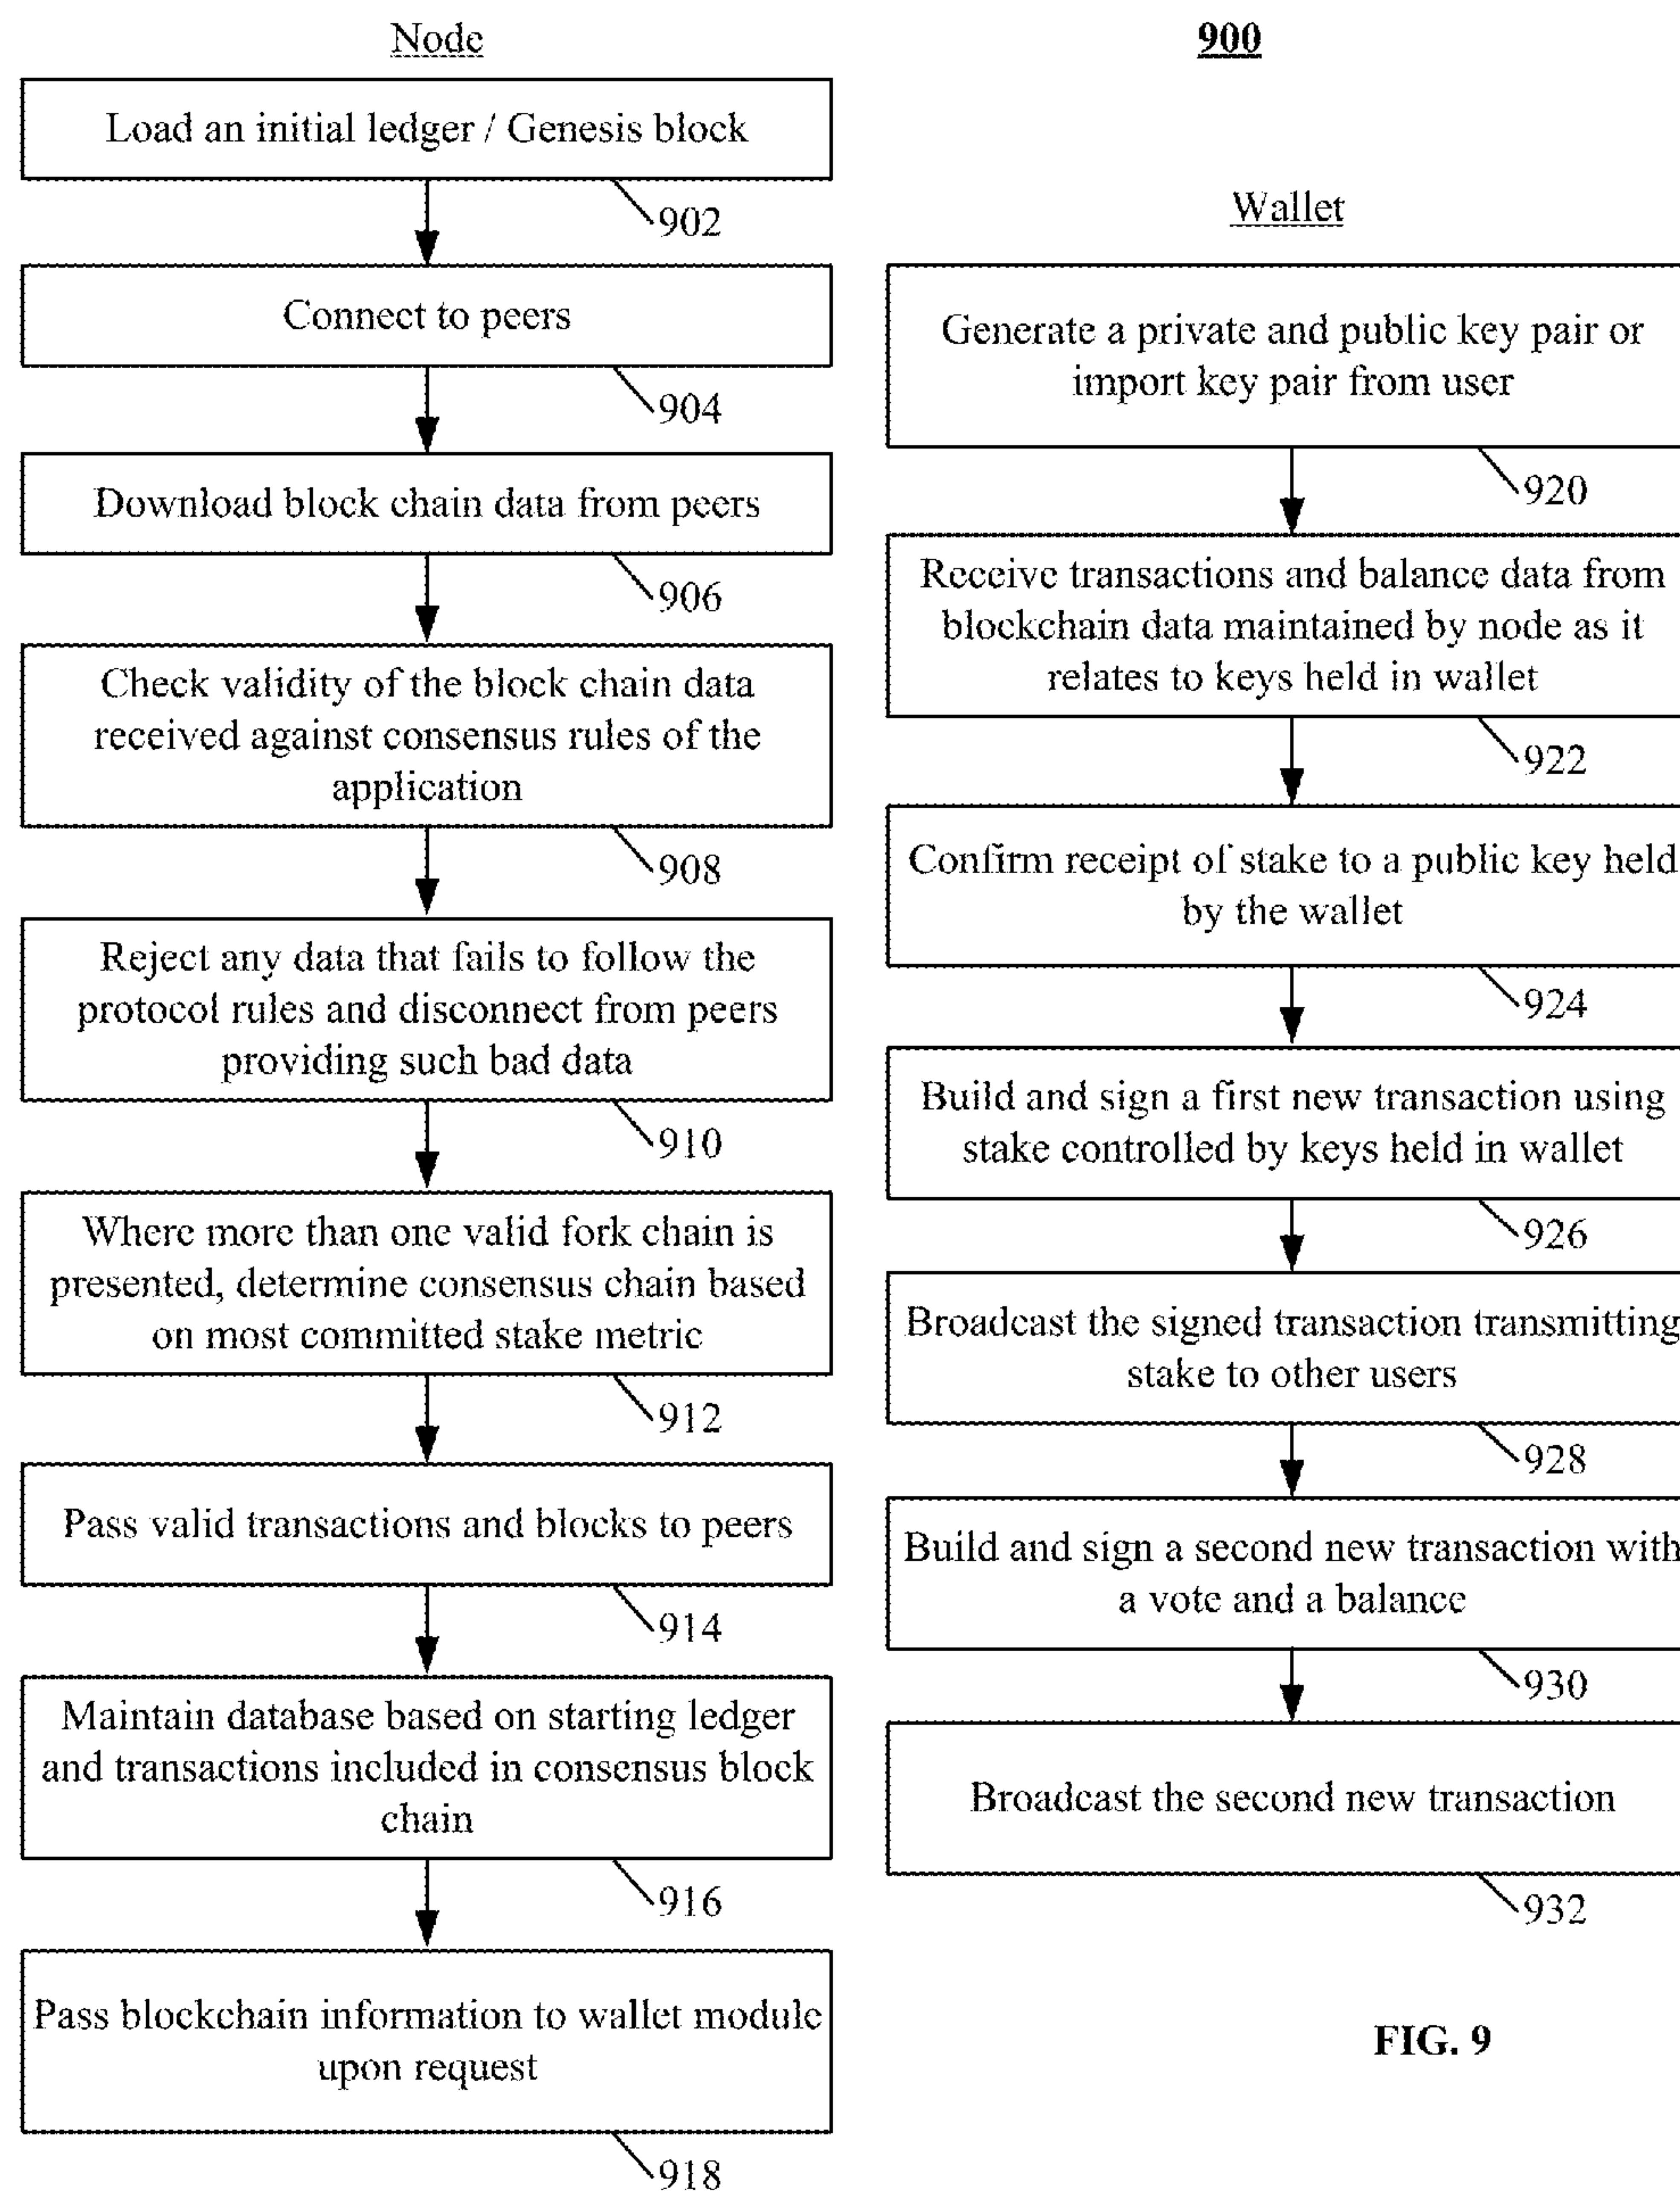 Node
Load an initial ledger / Genesis block
902
Connect to peers
904
Download block chain data from peers
906
Check validity of the block chain data
received against consensus rules of the
application
908
Reject any data that fails to follow the
protocol rules and disconnect from peers
providing such bad data
910
Where more than one valid fork chain is
presented, determine consensus chain based
on most committed stake metric
912
Pass valid transactions and blocks to peers
914
Maintain database based on starting ledger
and transactions included in consensus block
chain
916
Pass blockchain information to wallet module
upon request
918
900
Wallet
Generate a private and public key pair or
import key pair from user
920
Receive transactions and balance data from
blockchain data maintained by node as it
relates to keys held in wallet
922
Confirm receipt of stake to a public key held
by the wallet
924
Build and sign a first new transaction using
stake controlled by keys held in wallet
926
Broadcast the signed transaction transmitting
stake to other users
928
Build and sign a second new transaction with
a vote and a balance
930
Broadcast the second new transaction
932
FIG. 9